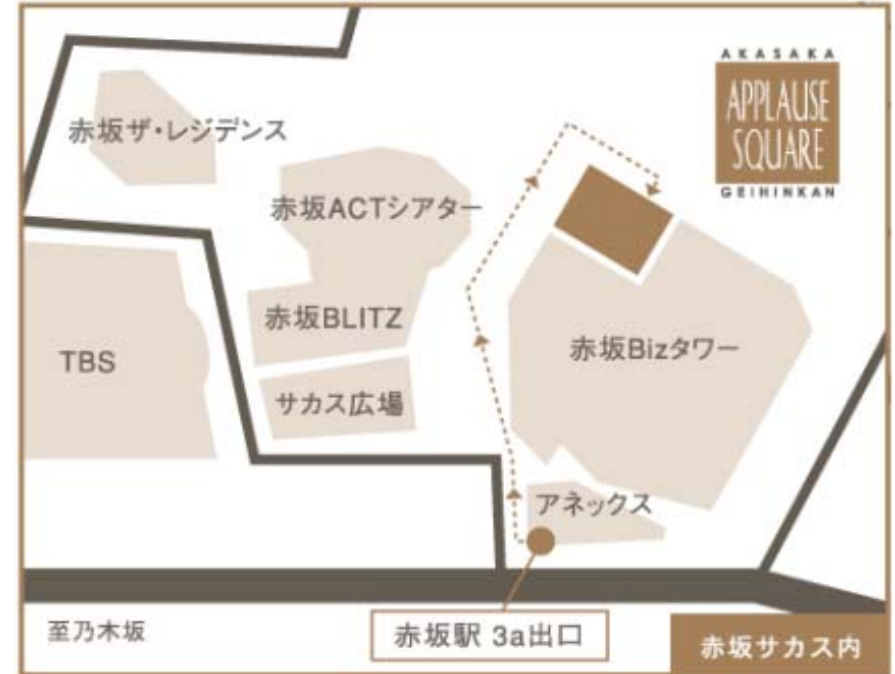 AKASAKA
APPLAUSE
SQUARE
GEIHINKAN
赤坂ザ・レジデンス
赤坂ACTシアター
赤坂BLITZ
赤坂Bizタワー
TBS
サカス広場
アネックス
至乃木坂
赤坂駅 3a出口
赤坂サカス内